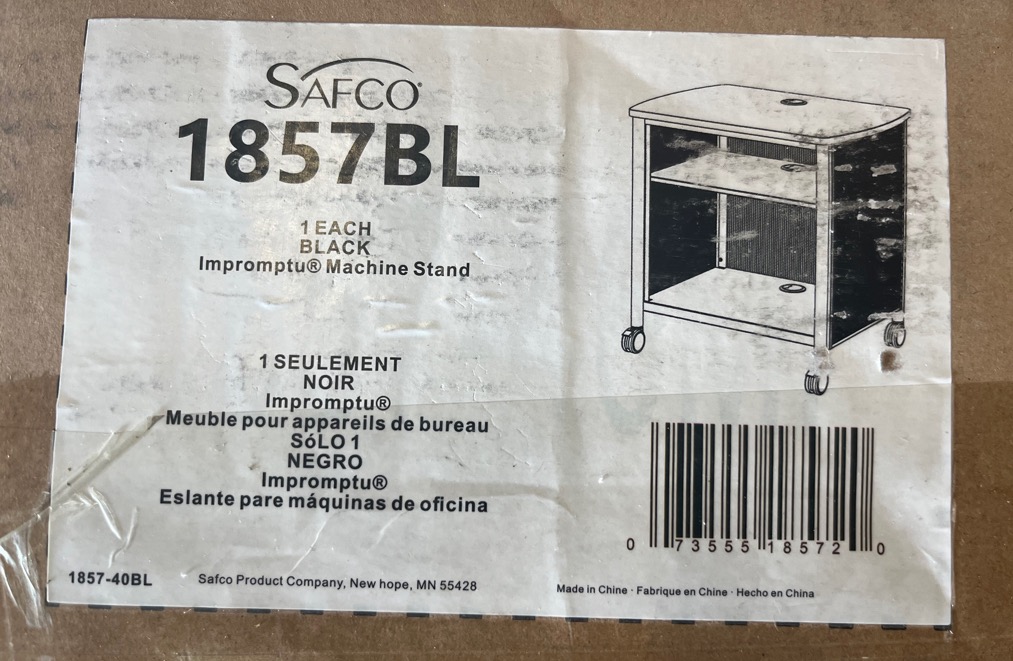 SAFCO®
1857BL
1 EACH
BLACK
Impromptu® Machine Stand
1 SEULEMENT
NOIR
Impromptu®
Meuble pour appareils de bureau
SóLO 1
NEGRO
Impromptu®
Eslante pare máquinas de oficina
0 73555 18572 0
1857-40BL
Safco Product Company, New hope, MN 55428
Made in Chine · Fabrique en Chine · Hecho en China